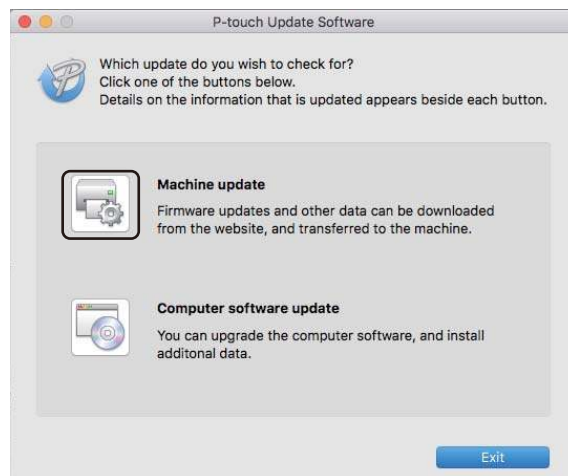 P-touch Update Software
Which update do you wish to check for?
Click one of the buttons below.
Details on the information that is updated appears beside each button.
Machine update
Firmware updates and other data can be downloaded
from the website, and transferred to the machine.
Computer software update
You can upgrade the computer software, and install
additonal data.
Exit